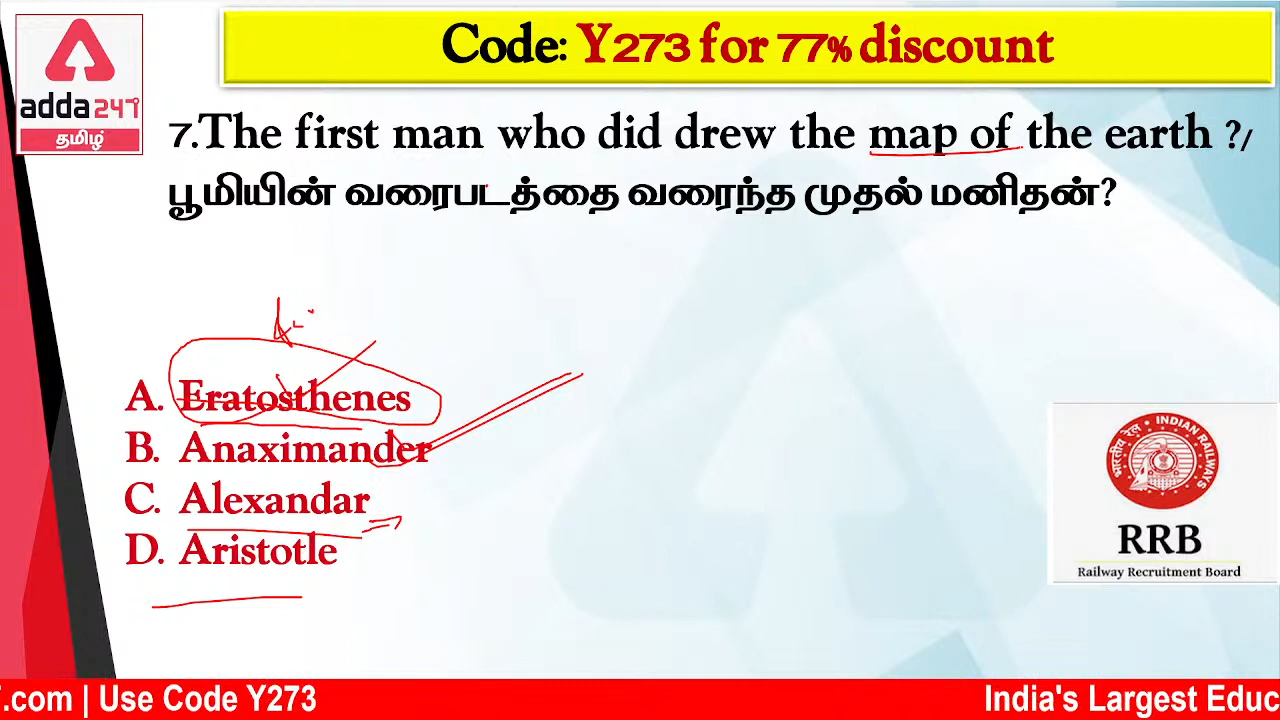 Code: Y273 for 77% discount
adda247
தமிழ்
7.The first man who did drew the map of the earth ?/
பூமியின் வரைபடத்தை வரைந்த முதல் மனிதன்?
A. Eratosthenes
B. Anaximander
C. Alexandar
D. Aristotle
भारतीय रेल INDIAN RAILWAYS
RRB
Railway Recruitment Board
.com | Use Code Y273
India's Largest Educ